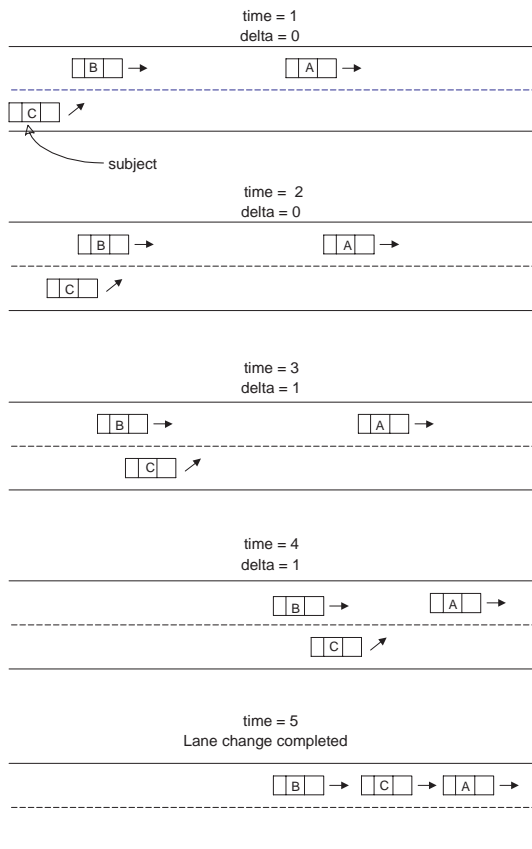 time = 1
delta = 0
B A
C
subject
time = 2
delta = 0
B A
C
time = 3
delta = 1
B A
C
time = 4
delta = 1
B A
C
time = 5
Lane change completed
B C A